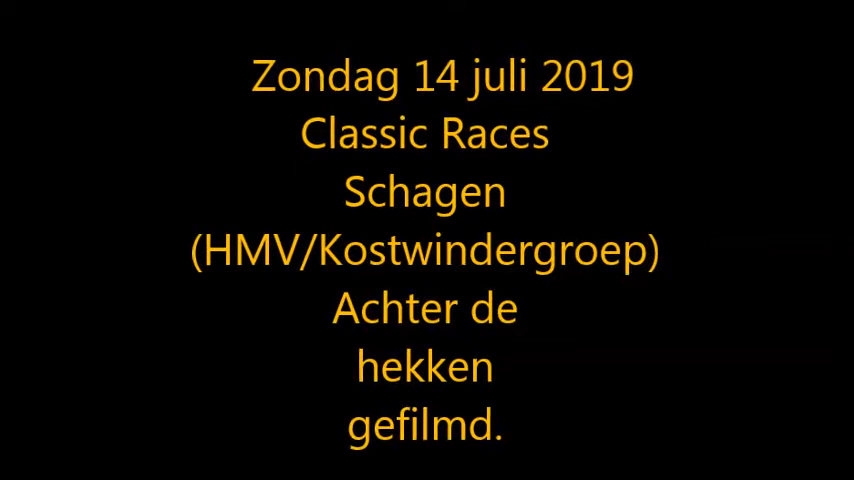 Zondag 14 juli 2019
Classic Races
Schagen
(HMV/Kostwindergroep)
Achter de
hekken
gefilmd.